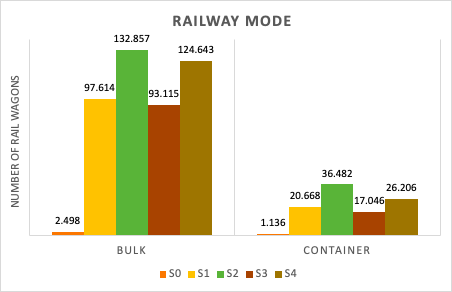 RAILWAY MODE
NUMBER OF RAIL WAGONS
2.498
97.614
132.857
93.115
124.643
1.136
20.668
36.482
17.046
26.206
BULK
CONTAINER
S0 S1 S2 S3 S4